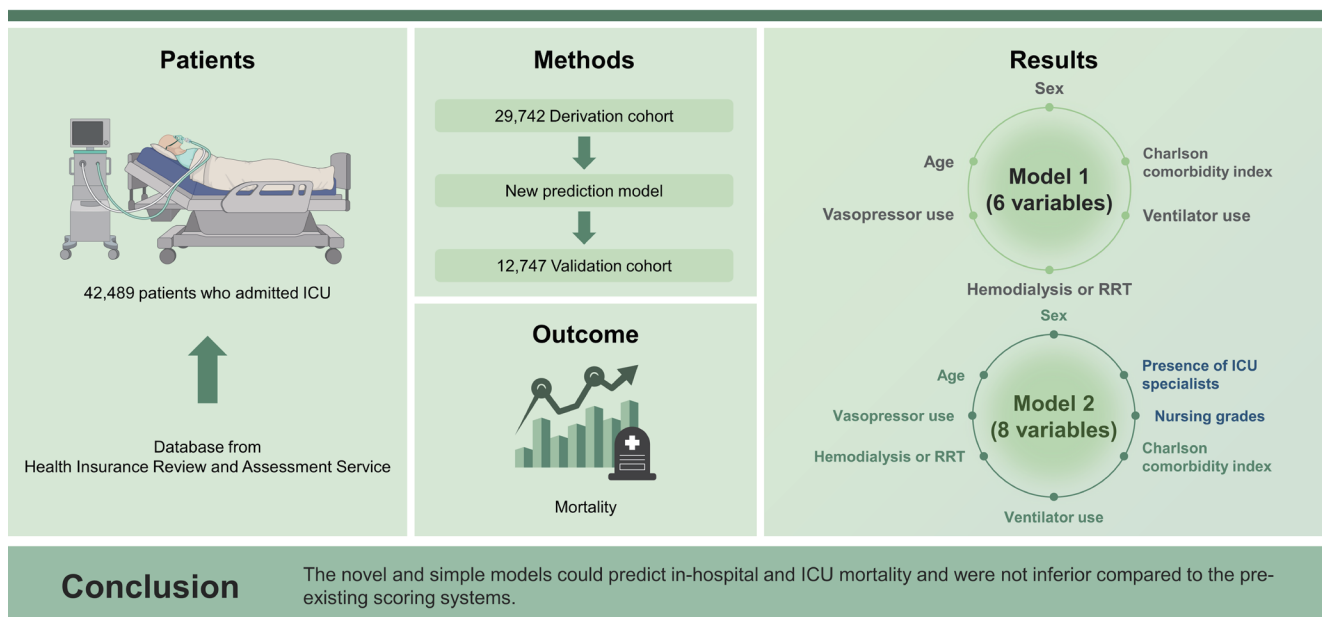 Patients
42,489 patients who admitted ICU
Database from
Health Insurance Review and Assessment Service
Methods
29,742 Derivation cohort
New prediction model
12,747 Validation cohort
Outcome
Mortality
Results
Sex
Age
Charlson
comorbidity index
Model 1
(6 variables)
Vasopressor use
Ventilator use
Hemodialysis or RRT
Sex
Age
Presence of ICU
specialists
Model 2
(8 variables)
Vasopressor use
Nursing grades
Hemodialysis or RRT
Charlson
comorbidity index
Ventilator use
Conclusion
The novel and simple models could predict in-hospital and ICU mortality and were not inferior compared to the pre-
existing scoring systems.